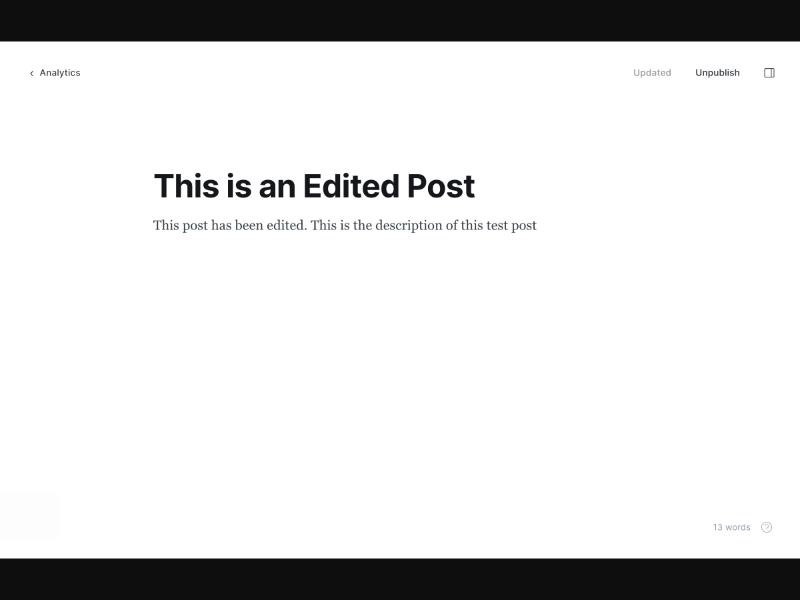 Analytics
Updated
Unpublish
This is an Edited Post
This post has been edited. This is the description of this test post
13 words